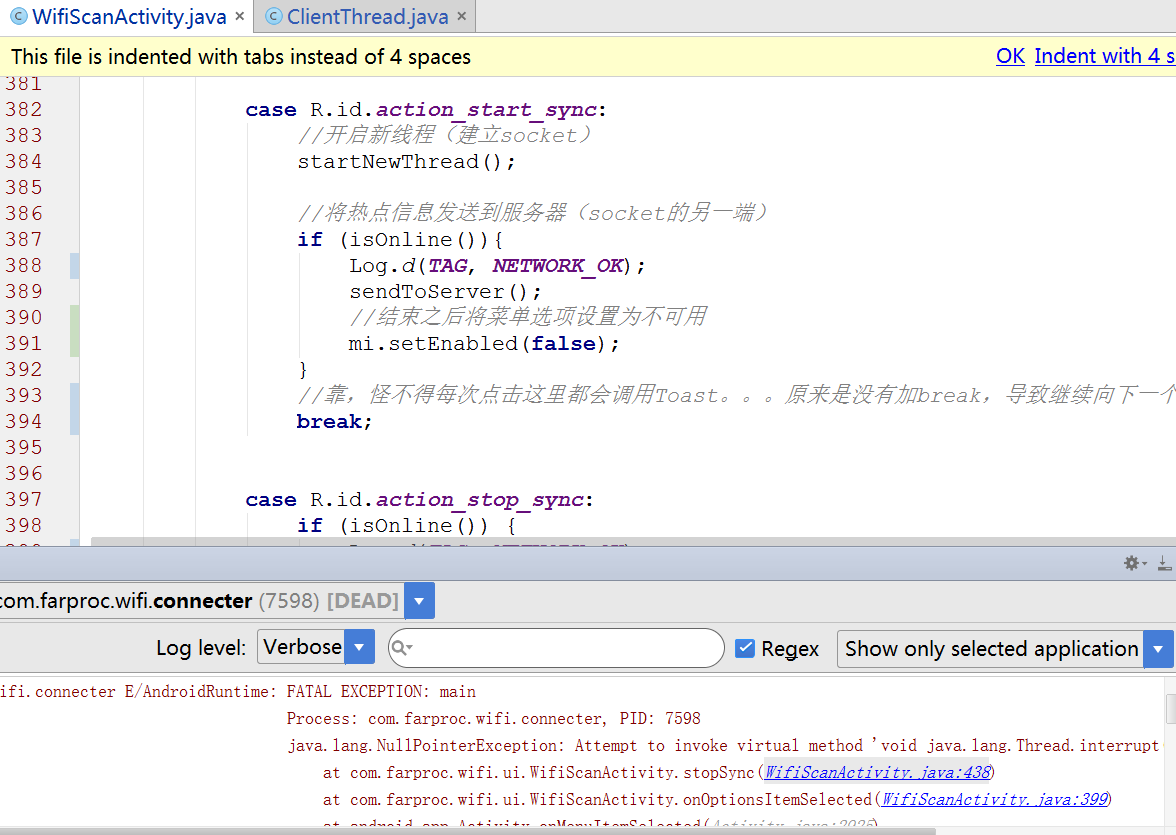 WifiScanActivity.java × ClientThread.java ×
This file is indented with tabs instead of 4 spaces OK Indent with 4 s
381
382 case R.id.action_start_sync:
383 //开启新线程（建立socket）
384 startNewThread();
385
386 //将热点信息发送到服务器（socket的另一端）
387 if (isOnline()){
388 Log.d(TAG, NETWORK_OK);
389 sendToServer();
390 //结束之后将菜单选项设置为不可用
391 mi.setEnabled(false);
392 }
393 //靠，怪不得每次点击这里都会调用Toast。。。原来是没有加break，导致继续向下一个
394 break;
395
396
397 case R.id.action_stop_sync:
398 if (isOnline()) {
com.farproc.wifi.connecter (7598) [DEAD]
Log level: Verbose Regex Show only selected application
ifi.connecter E/AndroidRuntime: FATAL EXCEPTION: main
Process: com.farproc.wifi.connecter, PID: 7598
java.lang.NullPointerException: Attempt to invoke virtual method 'void java.lang.Thread.interrupt
at com.farproc.wifi.ui.WifiScanActivity.stopSync(WifiScanActivity.java:438)
at com.farproc.wifi.ui.WifiScanActivity.onOptionsItemSelected(WifiScanActivity.java:399)